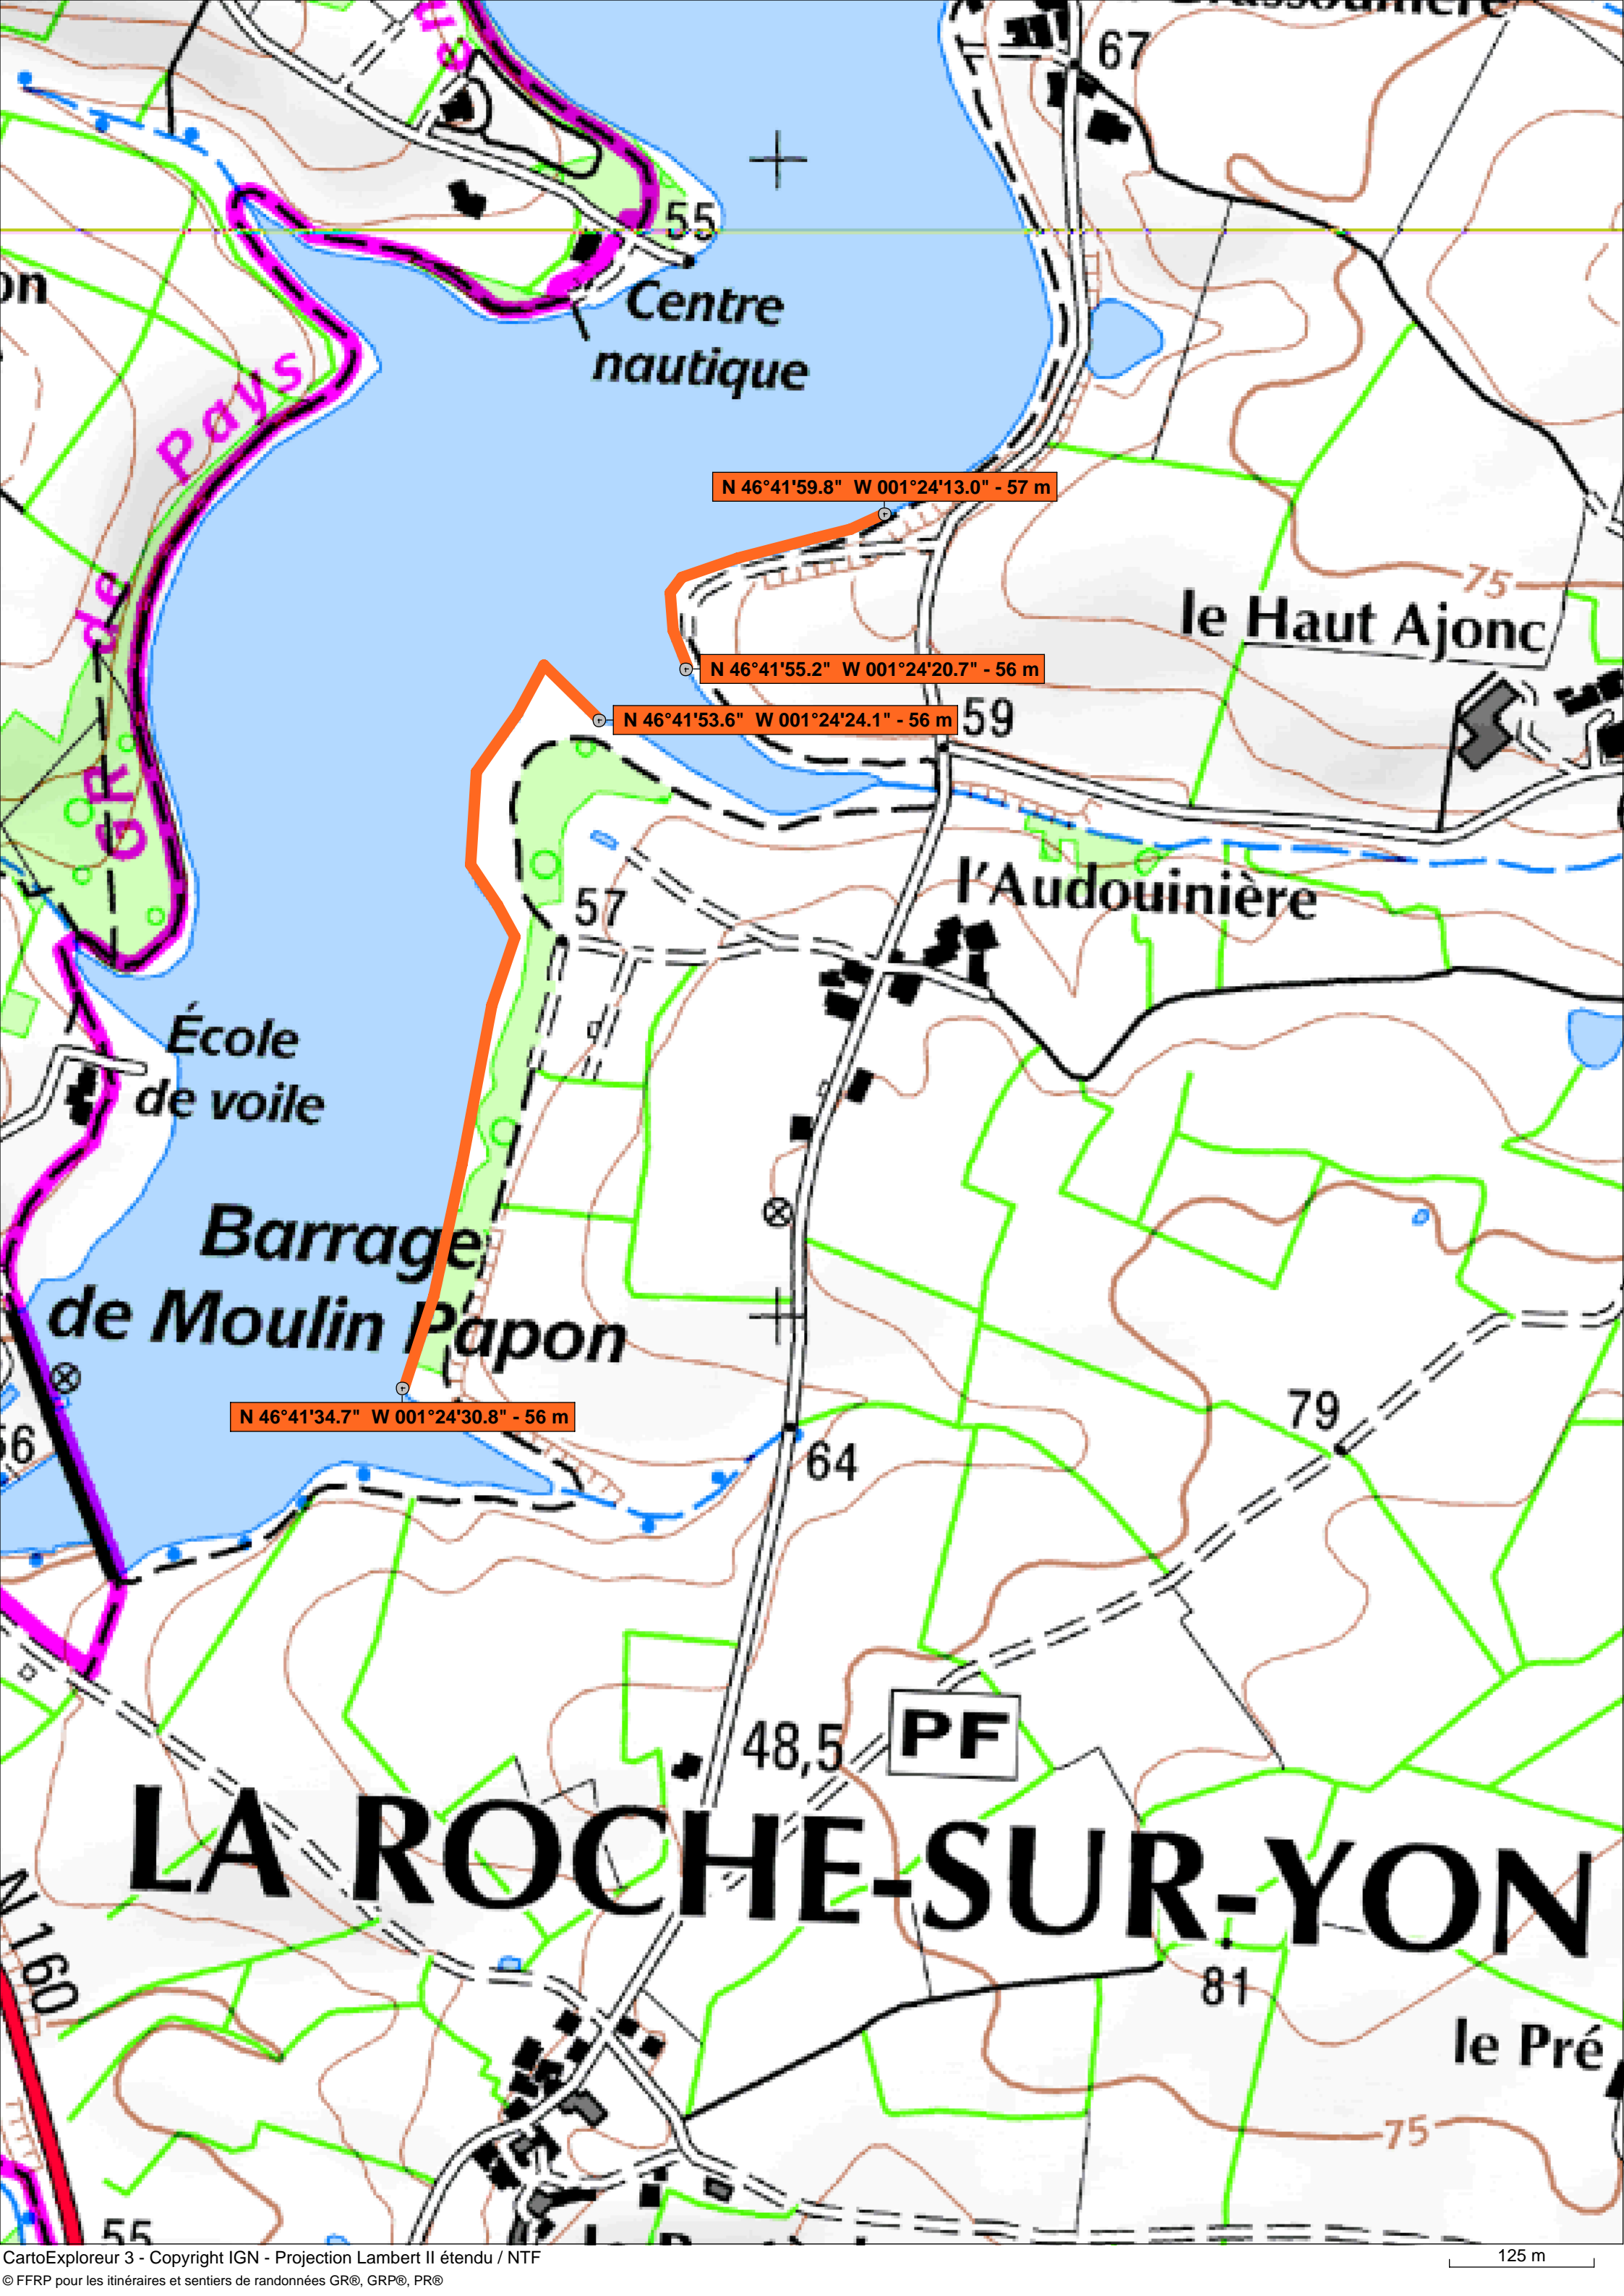 67
55
Centre
nautique
Pays
N 46°41'59.8" W 001°24'13.0" - 57 m
75
de
le Haut Ajonc
N 46°41'55.2" W 001°24'20.7" - 56 m
N 46°41'53.6" W 001°24'24.1" - 56 m
59
GR
l'Audouinière
57
École
de voile
Barrage
de Moulin Papon
79
N 46°41'34.7" W 001°24'30.8" - 56 m
56
64
PF
48,5
LA ROCHE-SUR-YON
N 160
81
le Pré
75
55
CartoExploreur 3 - Copyright IGN - Projection Lambert II étendu / NTF
125 m
© FFRP pour les itinéraires et sentiers de randonnées GR®, GRP®, PR®